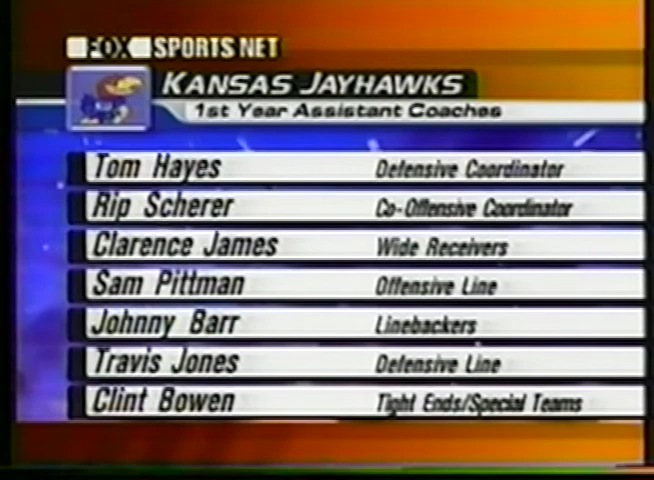 FOX SPORTS NET
KANSAS JAYHAWKS
1st Year Assistant Coaches
Tom Hayes Defensive Coordinator
Rip Scherer Co-Offensive Coordinator
Clarence James Wide Receivers
Sam Pittman Offensive Line
Johnny Barr Linebackers
Travis Jones Defensive Line
Clint Bowen Tight Ends/Special Teams